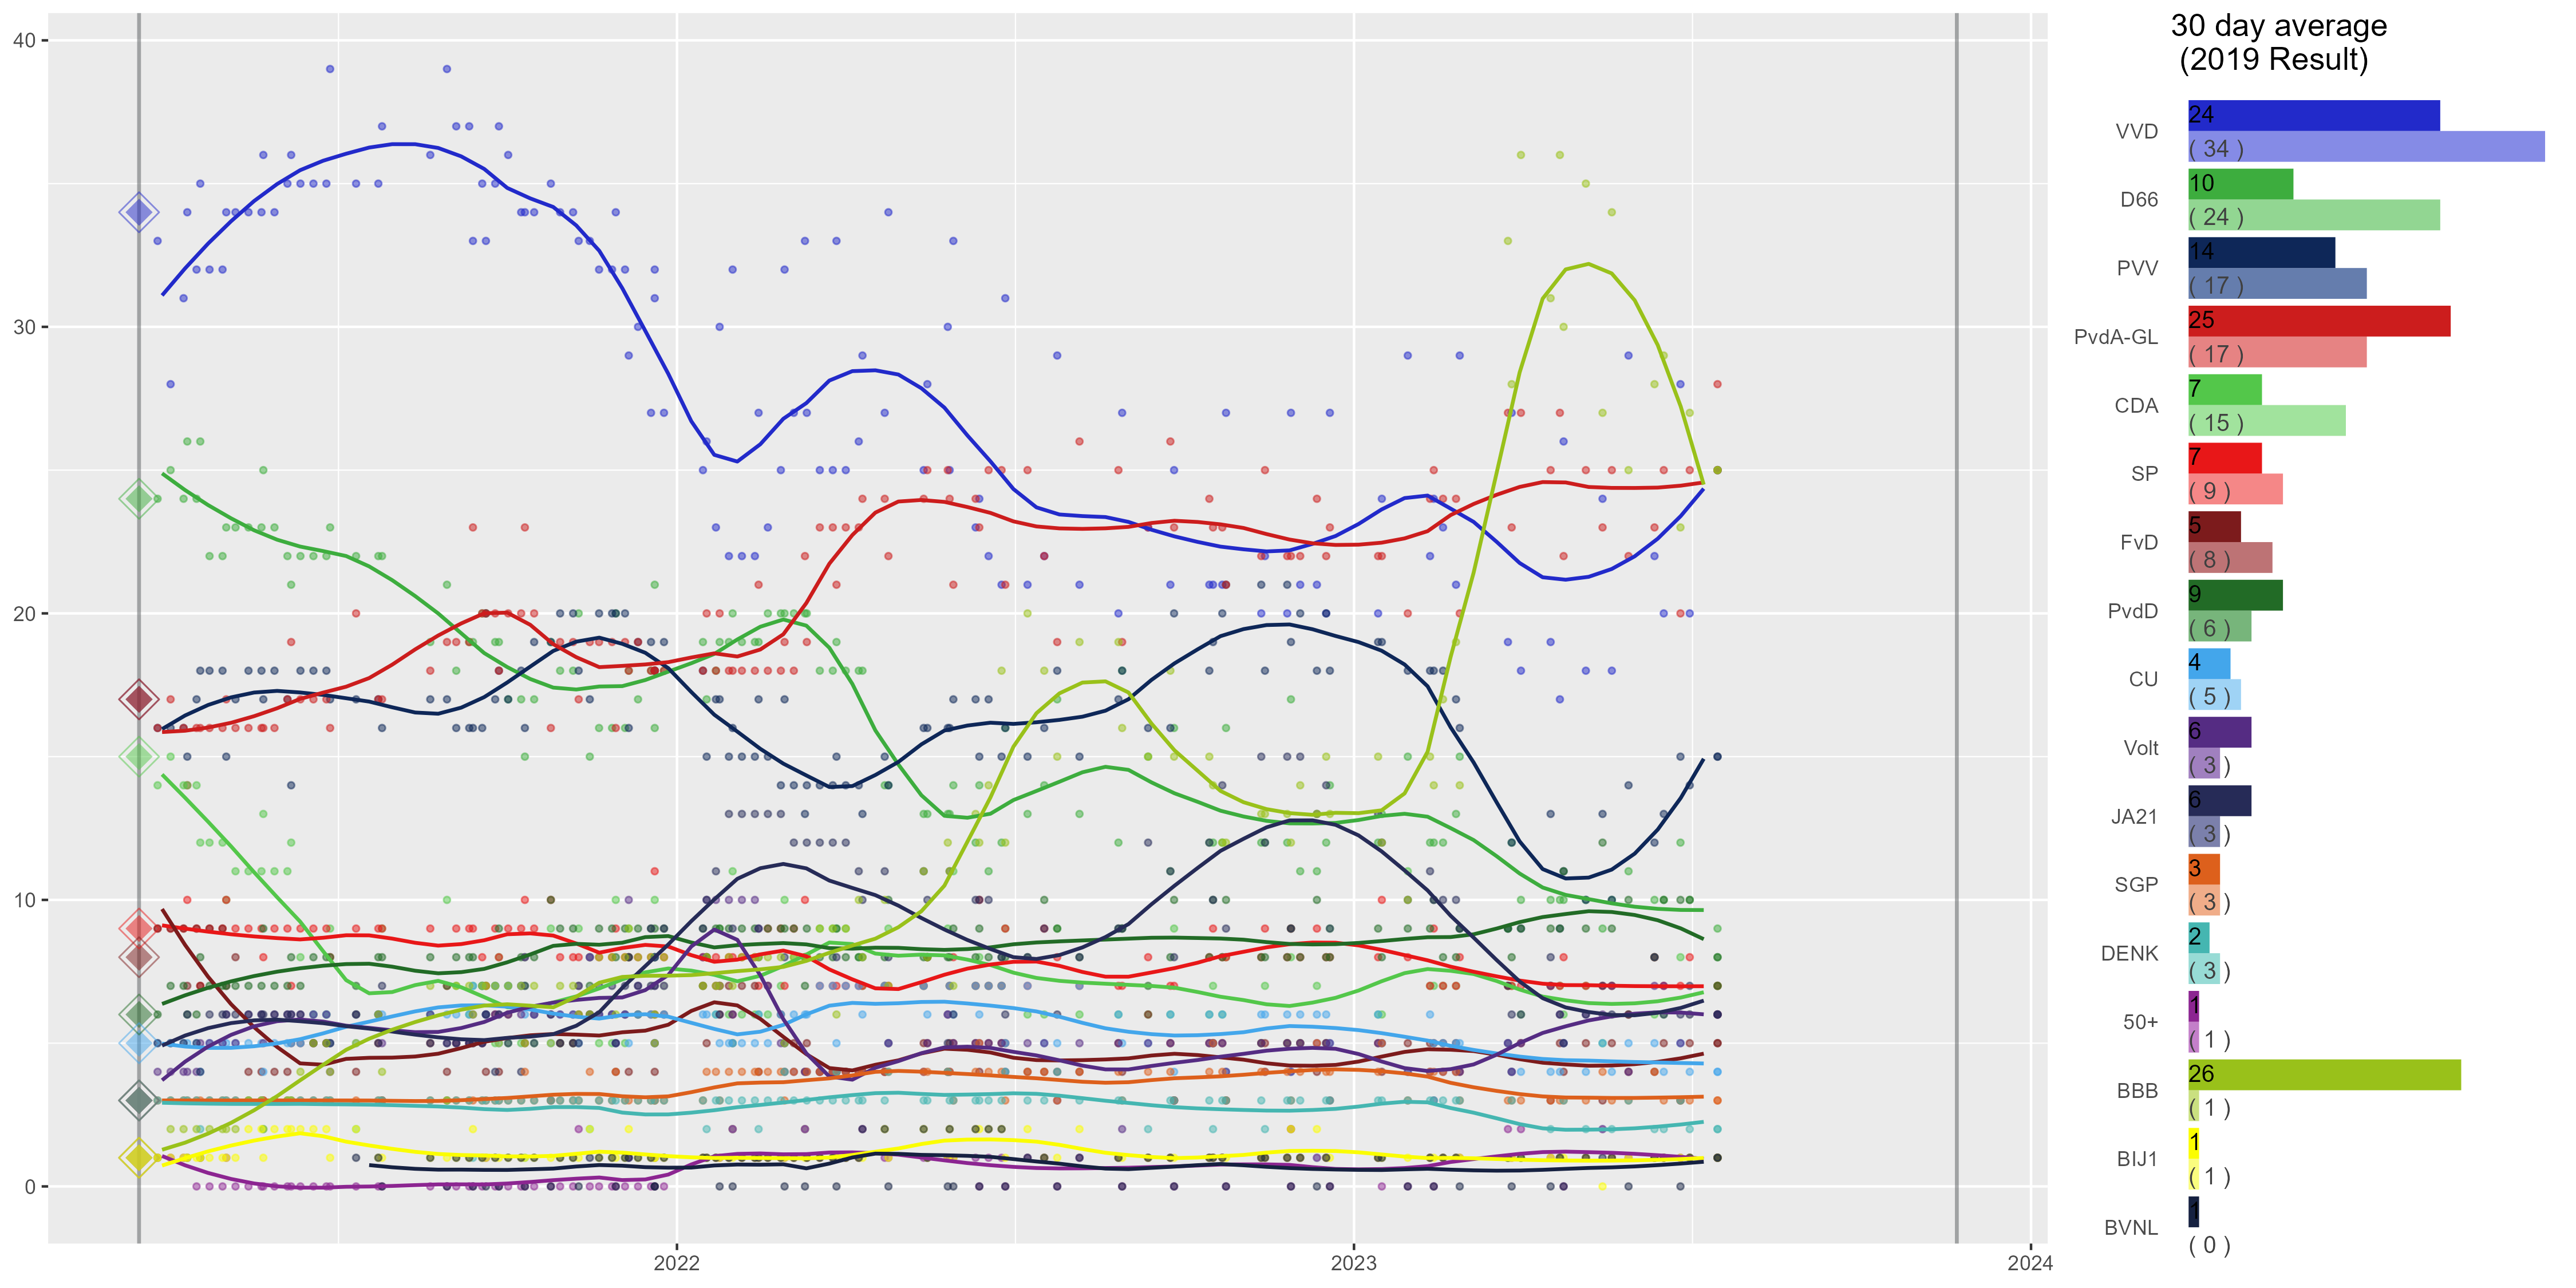 30 day average
(2019 Result)
40
30
20
10
0
2022
2023
2024
VVD
24
( 34 )
D66
10
( 24 )
PVV
14
( 17 )
PvdA-GL
25
( 17 )
CDA
7
( 15 )
SP
7
( 9 )
FvD
5
( 8 )
PvdD
9
( 6 )
CU
4
( 5 )
Volt
6
( 3 )
JA21
6
( 3 )
SGP
3
( 3 )
DENK
2
( 3 )
50+
1
( 1 )
BBB
26
( 1 )
BIJ1
1
( 1 )
BVNL
1
( 0 )